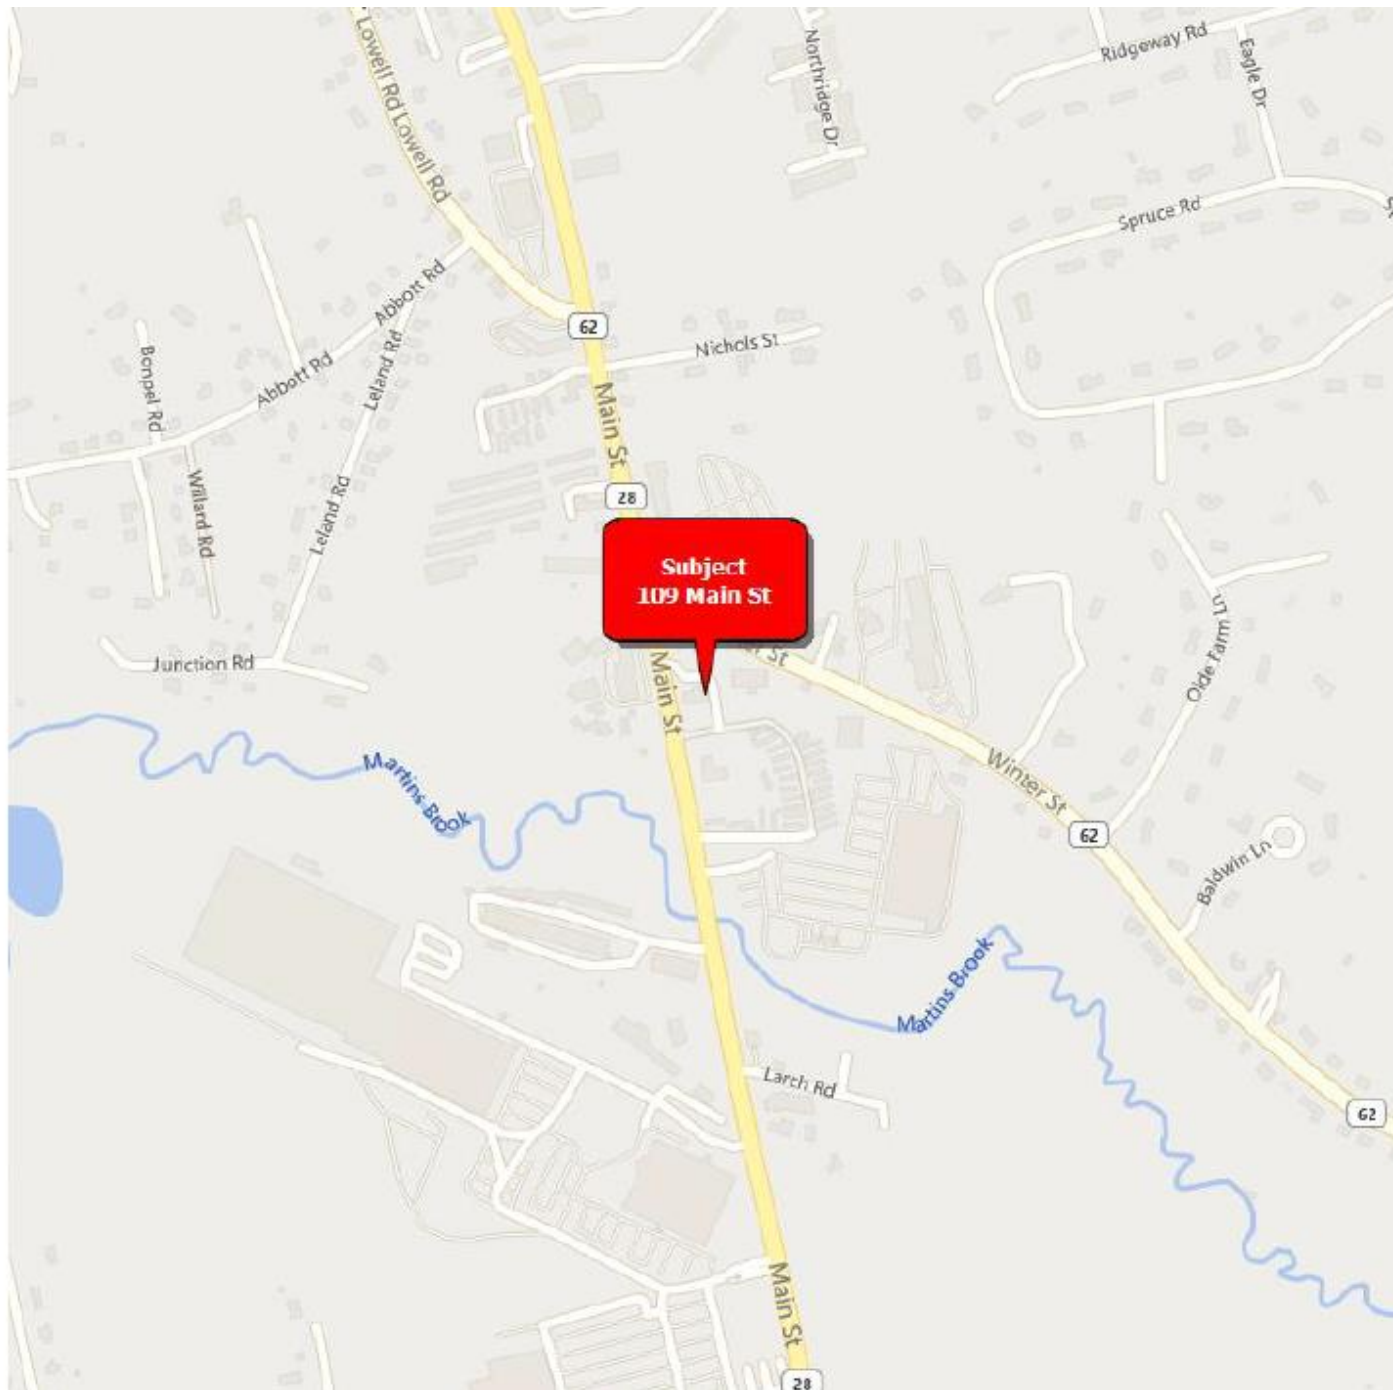 Lowell Rd
Lowell Rd
Northridge Dr
Ridgeway Rd
Eagle Dr
Spruce Rd
Abbott Rd
62
Nichols St
Bonpel Rd
Abbott Rd
Leland Rd
Main St
28
Willard Rd
Leland Rd
Subject
109 Main St
Junction Rd
Main St
Olde Farm Ln
Martins Brook
Winter St
62
Baldwin Ln
Martins Brook
Larch Rd
62
Main St
28